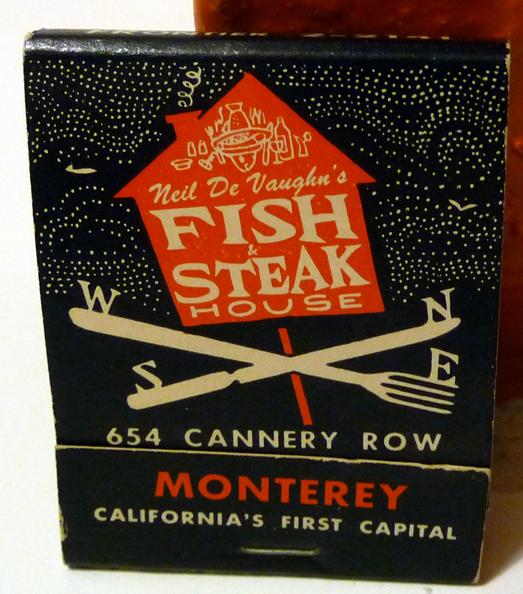 Neil De Vaughn's
FISH
&
STEAK
HOUSE
W N
S E
654 CANNERY ROW
MONTEREY
CALIFORNIA'S FIRST CAPITAL